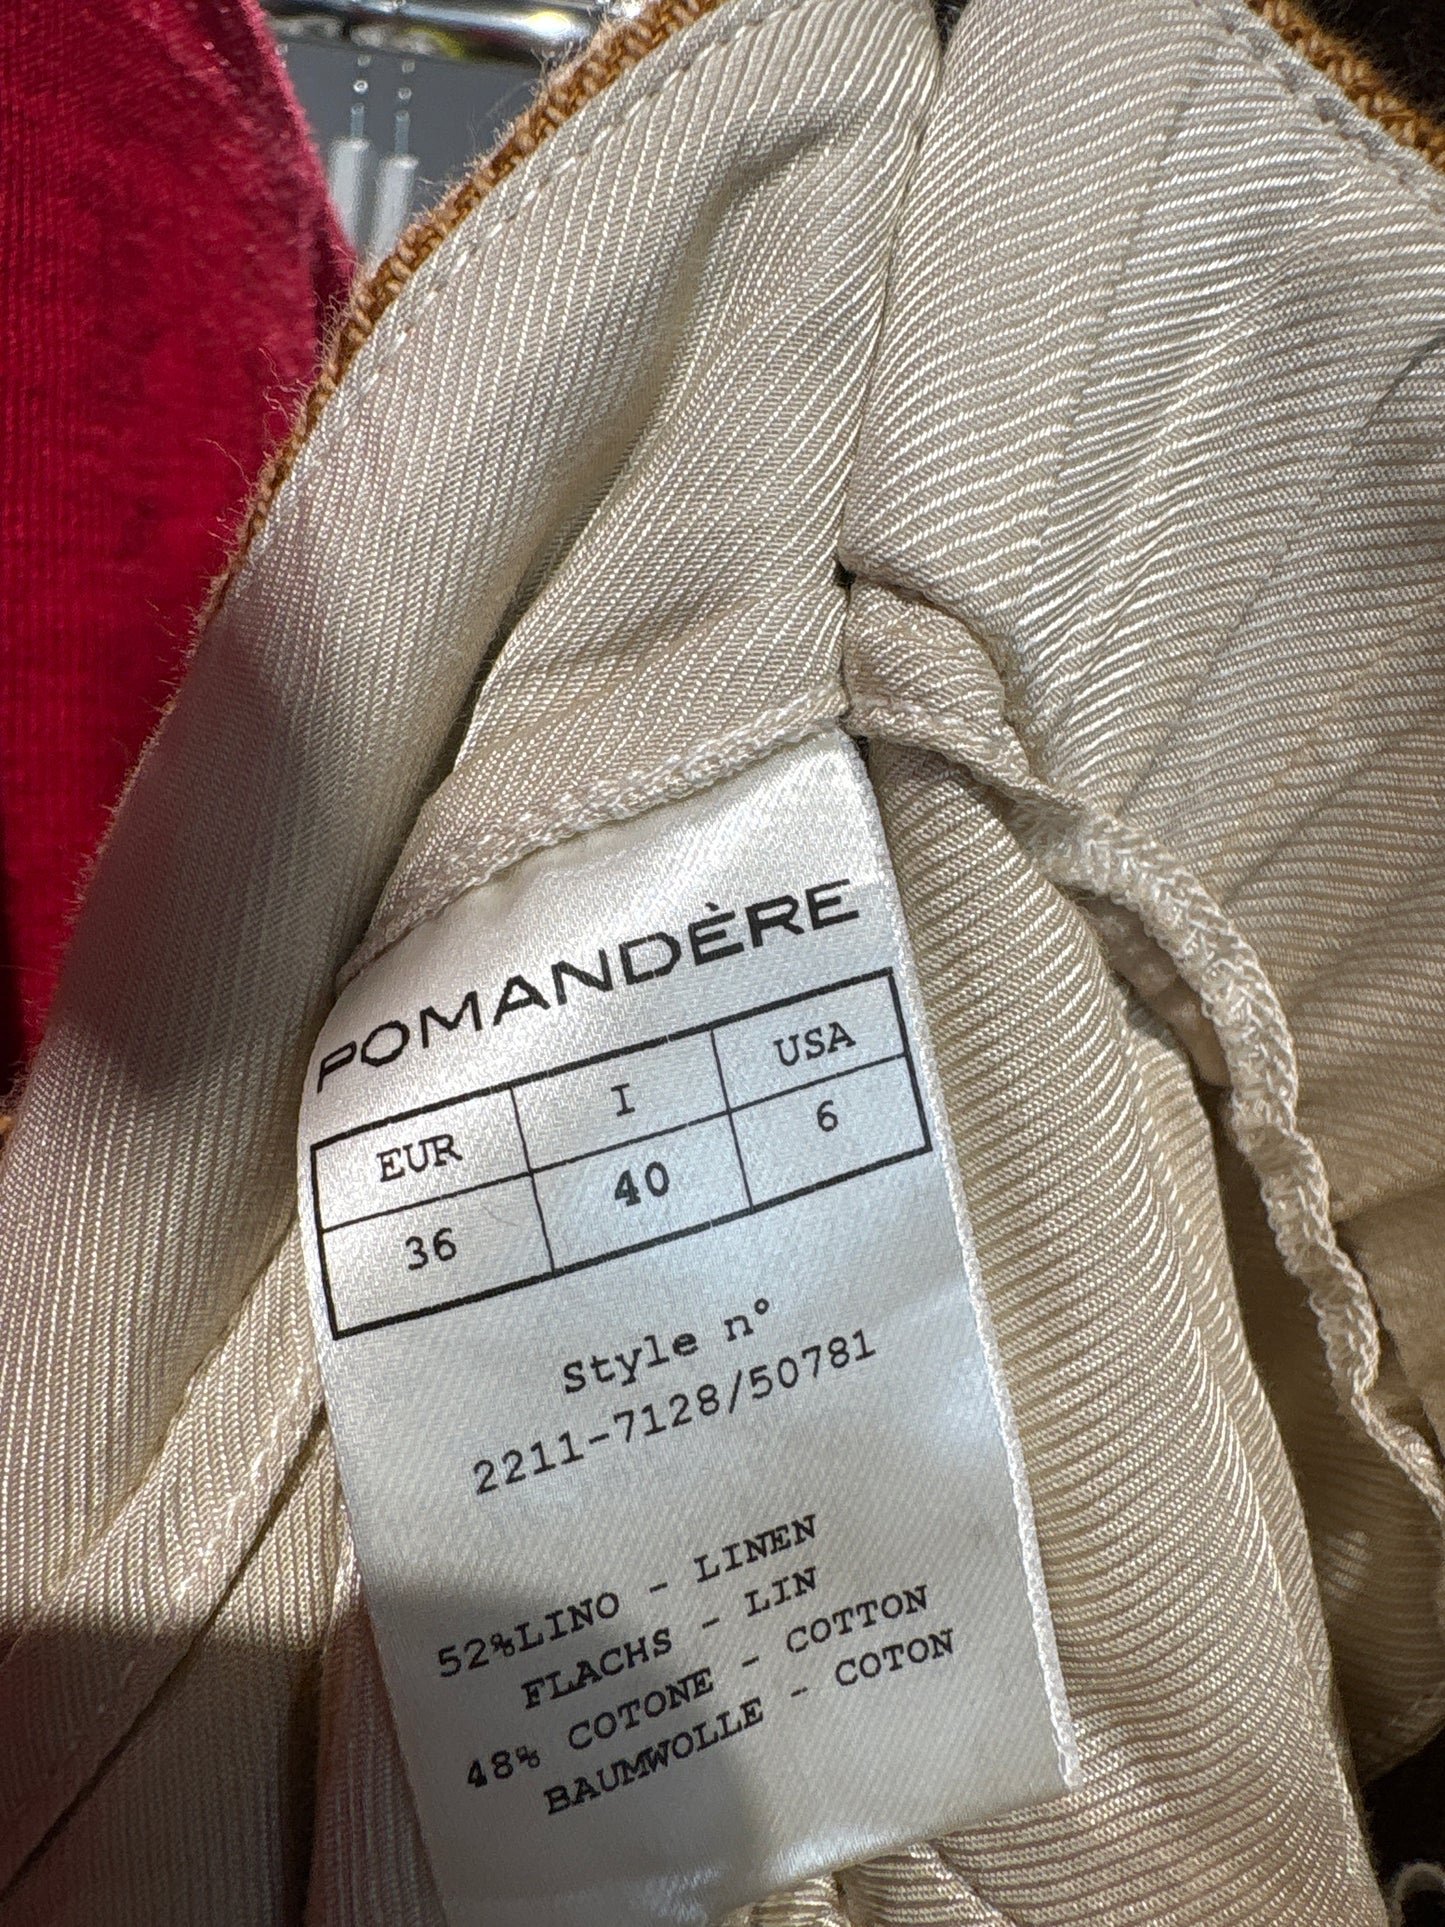 POMANDÈRE
EUR I USA
36 40 6
Style n°
2211-7128/50781
52%LINO - LINEN
FLACHS - LIN
48% COTONE - COTTON
BAUMWOLLE - COTON